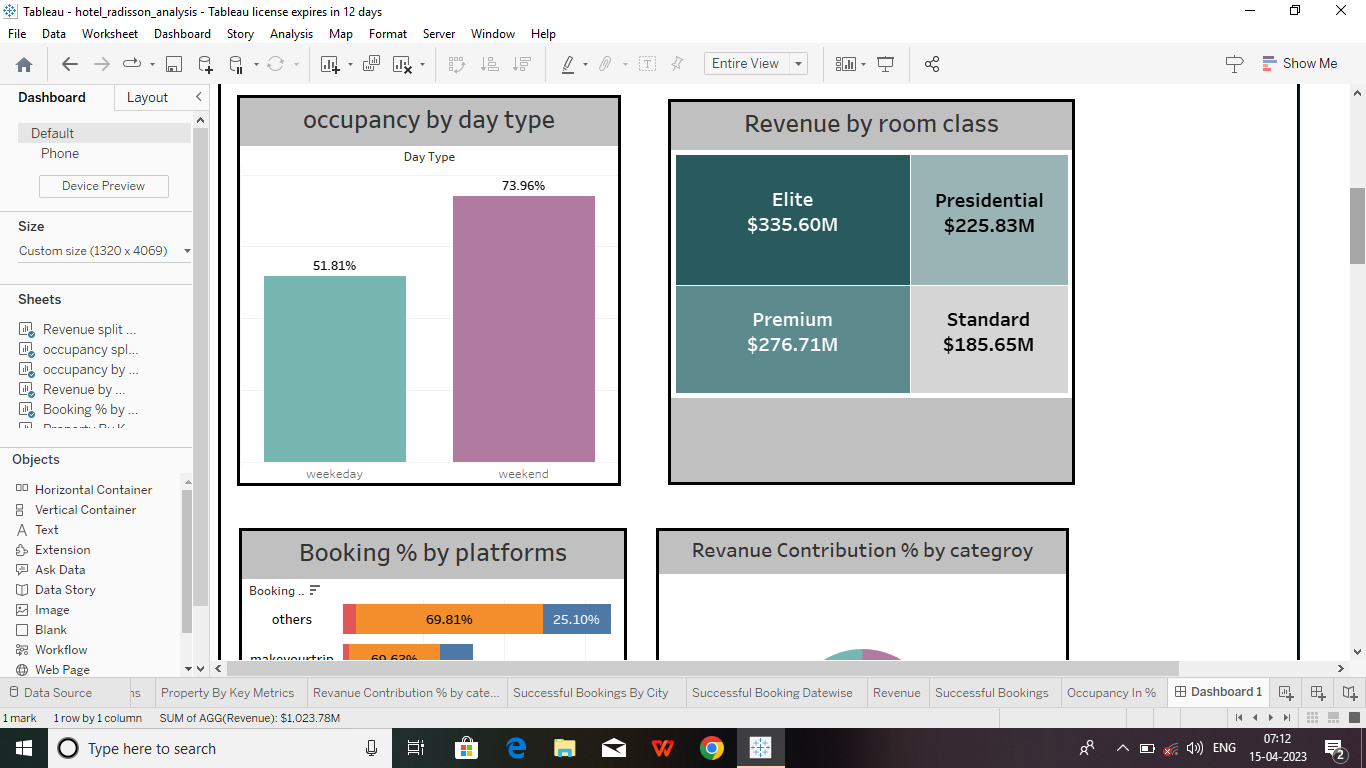 Tableau - hotel_radisson_analysis - Tableau license expires in 12 days
File Data Worksheet Dashboard Story Analysis Map Format Server Window Help
Entire View
Show Me
Dashboard Layout
Default
Phone
Device Preview
Size
Custom size (1320 x 4069)
Sheets
Revenue split ...
occupancy spl...
occupancy by ...
Revenue by ...
Booking % by ...
Objects
Horizontal Container
Vertical Container
Text
Extension
Ask Data
Data Story
Image
Blank
Workflow
Web Page
occupancy by day type
Day Type
73.96%
51.81%
weekeday weekend
Revenue by room class
Elite
$335.60M
Presidential
$225.83M
Premium
$276.71M
Standard
$185.65M
Booking % by platforms
Booking ..
others 69.81% 25.10%
makeyourtrip 69.63%
Revanue Contribution % by categroy
Data Source ns Property By Key Metrics Revanue Contribution % by cate... Successful Bookings By City Successful Booking Datewise Revenue Successful Bookings Occupancy In % Dashboard 1
1 mark 1 row by 1 column SUM of AGG(Revenue): $1,023.78M
Type here to search
ENG
07:12
15-04-2023
2